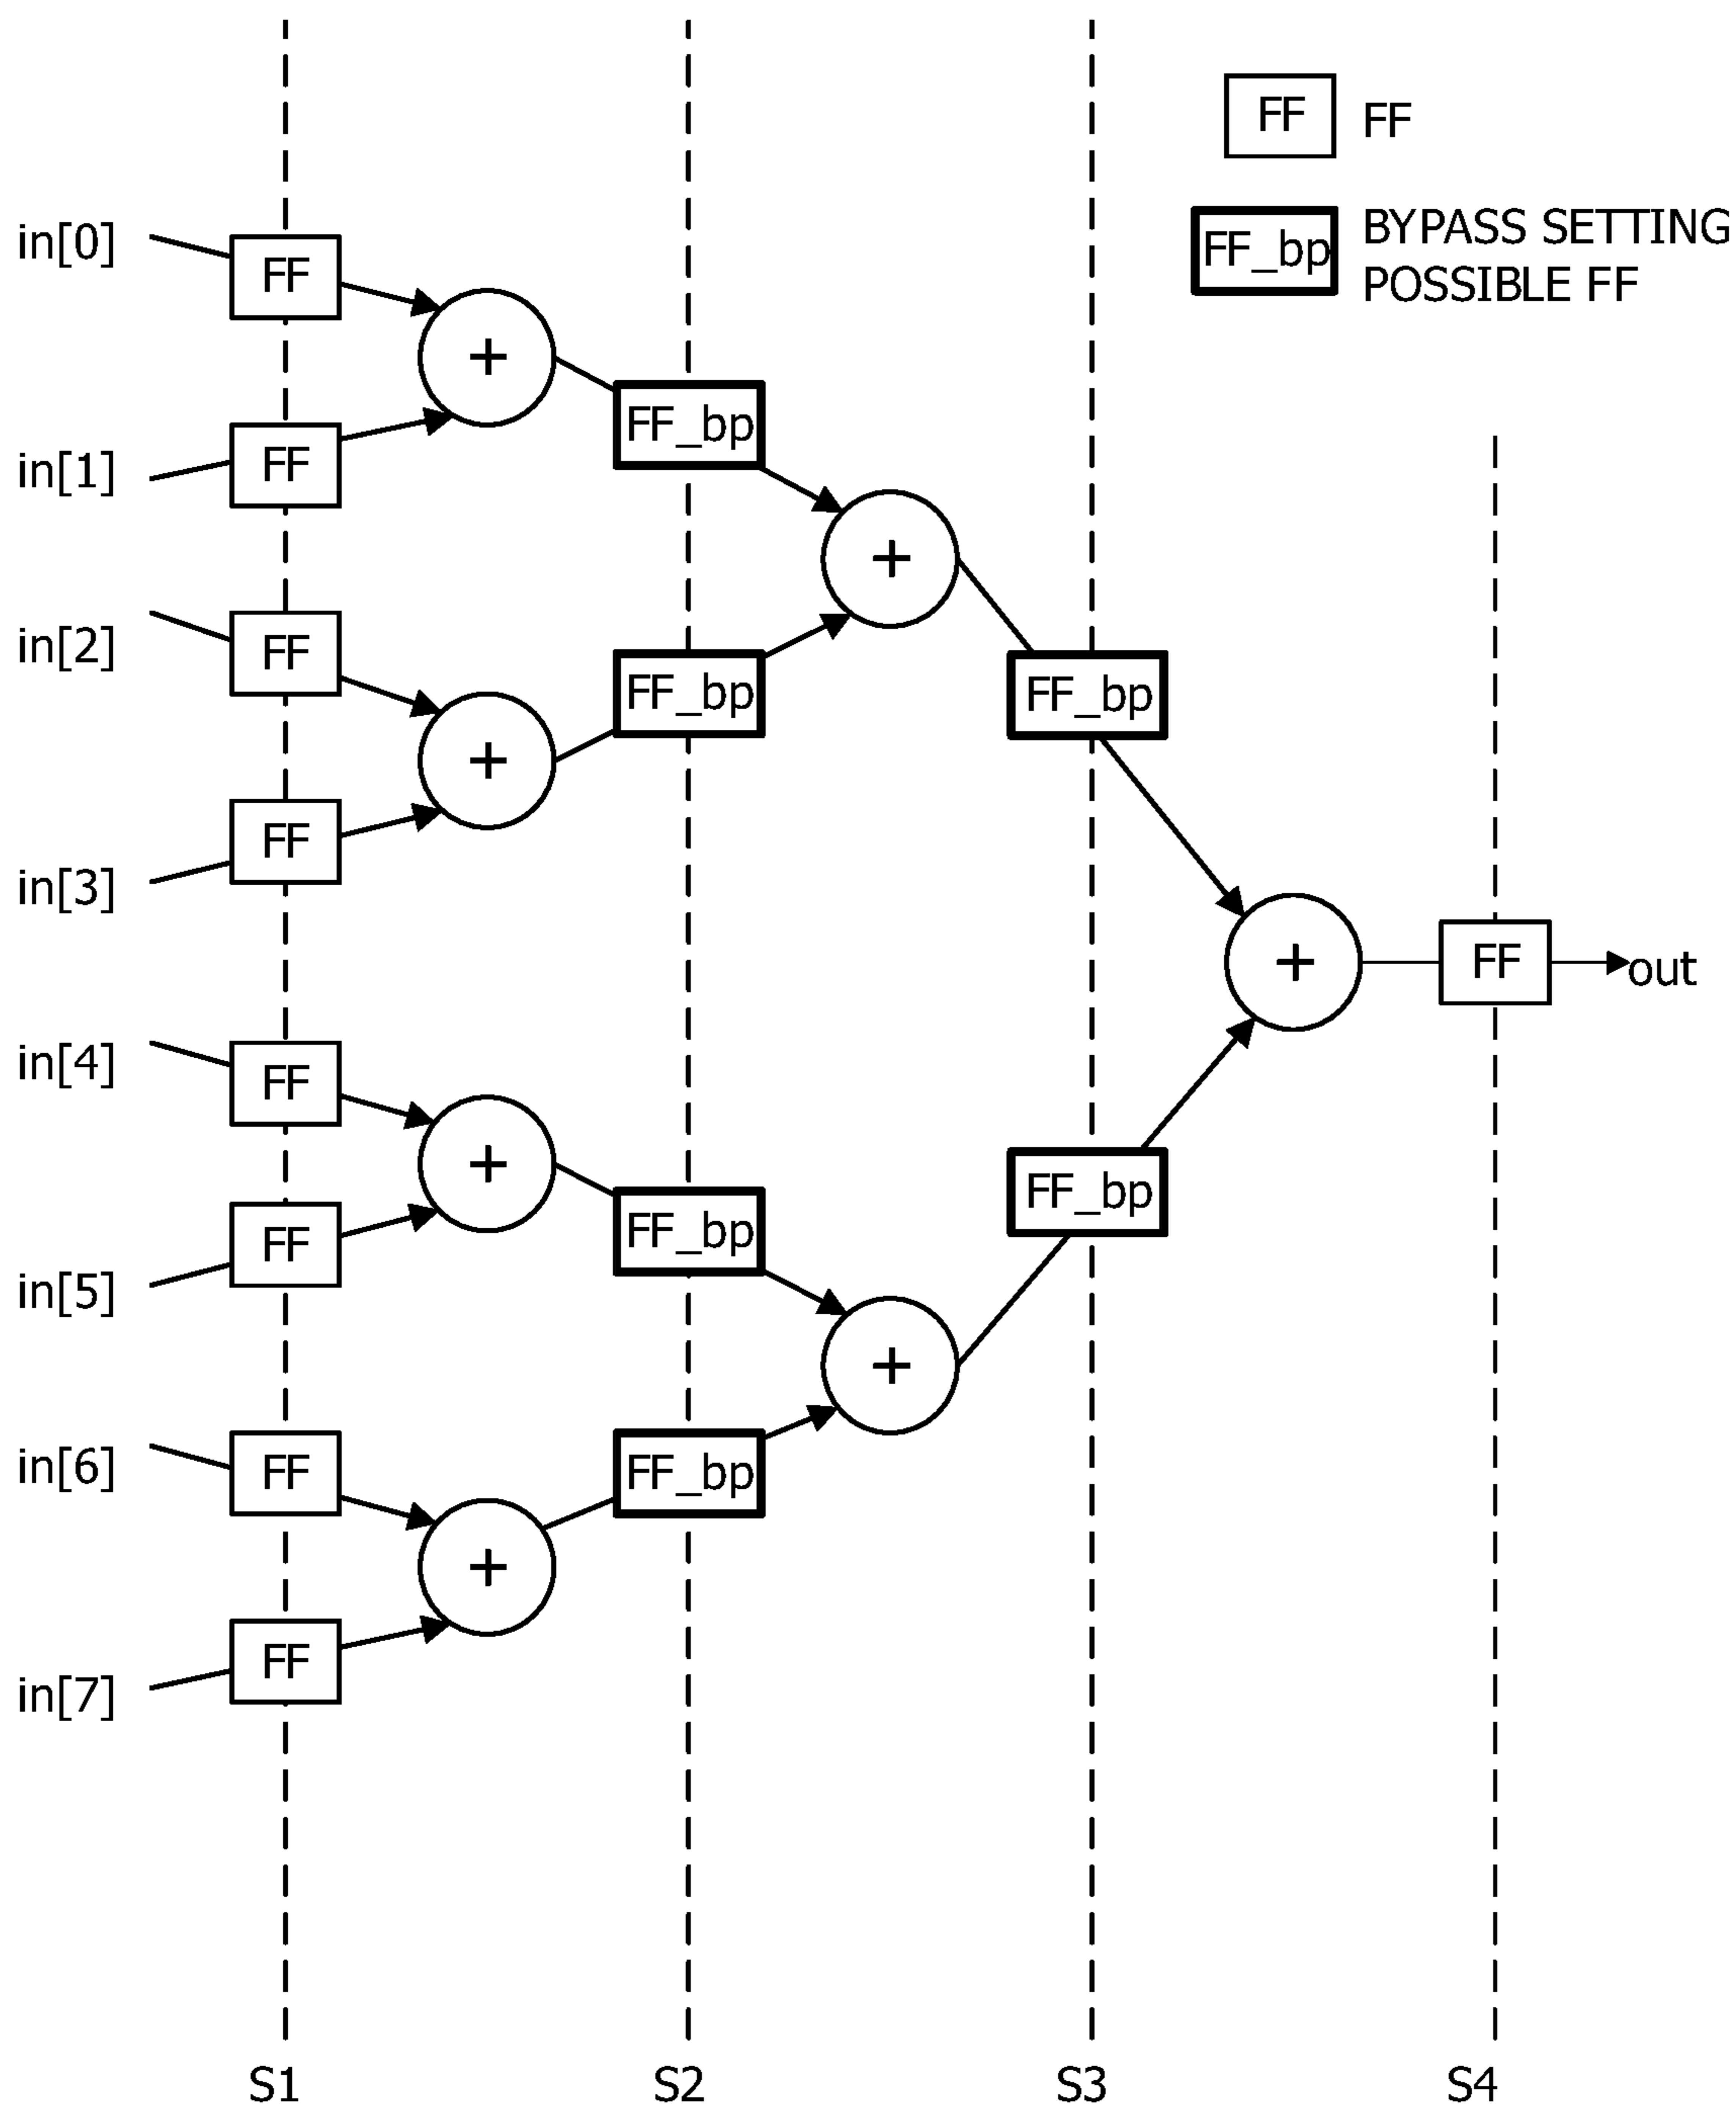 FF FF
FF_bp BYPASS SETTING
POSSIBLE FF
in[0] FF
+
in[1] FF
FF_bp
+
in[2] FF
FF_bp
FF_bp
+
in[3] FF
+ FF out
in[4] FF
+
in[5] FF
FF_bp
FF_bp
+
in[6] FF
FF_bp
+
in[7] FF
S1 S2 S3 S4